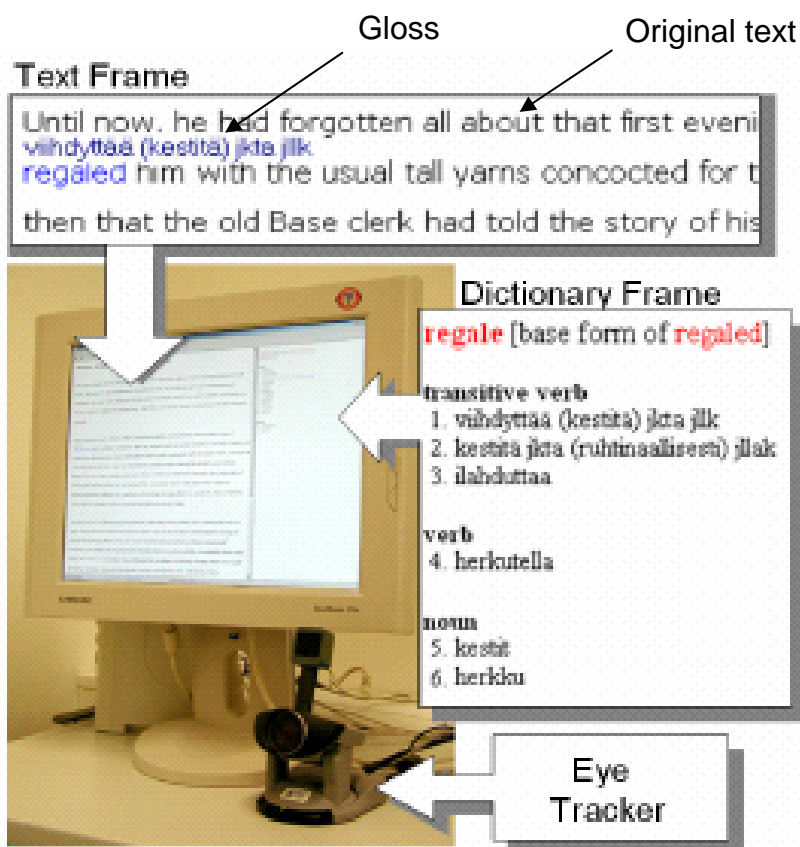 Gloss
Original text
Text Frame
Until now. he had forgotten all about that first eveni
viihdyttää (kestitä) jkta jllk
regaled him with the usual tall yarns concocted for t
then that the old Base clerk had told the story of his
Dictionary Frame
regale [base form of regaled]
transitive verb
1. viihdyttää (kestitä) jkta jllk
2. kestitä jkta (ruhtinaallisesti) jllak
3. ilahduttaa
verb
4. herkutella
noun
5. kestit
6. herkku
Eye
Tracker